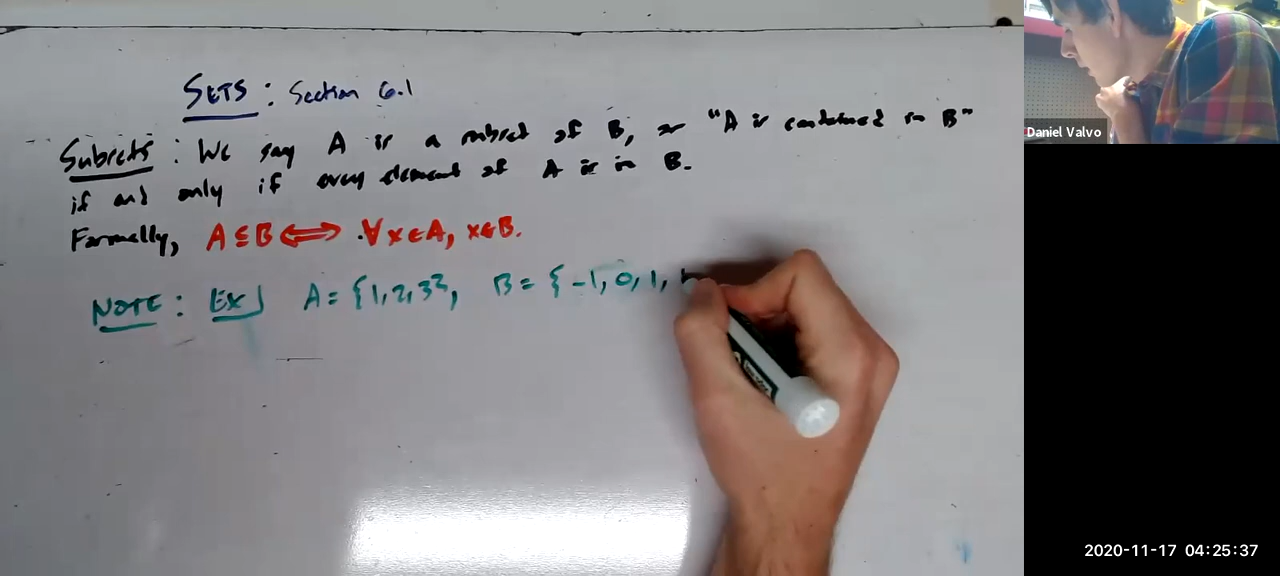 SETS: Section 6.1
Subsets: We say A is a subset of B, or "A is contained in B"
if and only if every element of A is in B.
Formally, A ⊆ B ⟺ ∀ x ∈ A, x ∈ B.
NOTE: Ex] A = {1, 2, 3}, B = {-1, 0, 1,
Daniel Valvo
2020-11-17 04:25:37